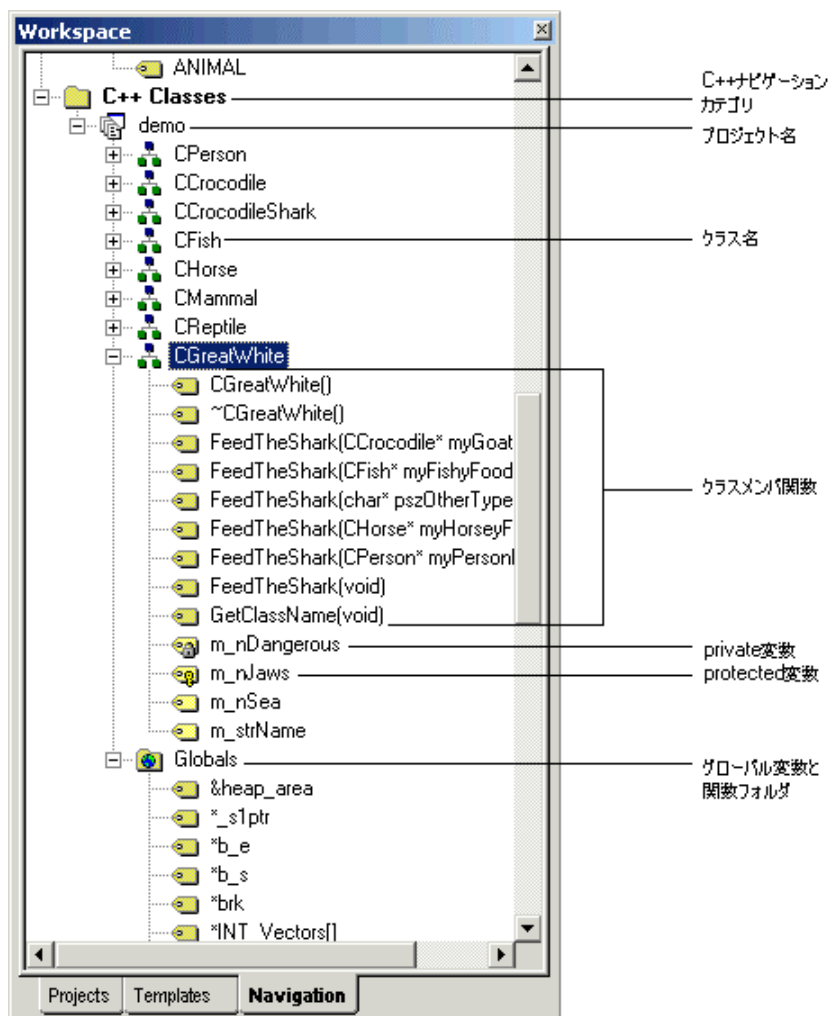 Workspace
ANIMAL
C++ Classes
demo
CPerson
CCrocodile
CCrocodileShark
CFish
CHorse
CMammal
CReptile
CGreatWhite
CGreatWhite()
~CGreatWhite()
FeedTheShark(CCrocodile* myGoat
FeedTheShark(CFish* myFishyFood
FeedTheShark(char* pszOtherType
FeedTheShark(CHorse* myHorseyF
FeedTheShark(CPerson* myPersonl
FeedTheShark(void)
GetClassName(void)
m_nDangerous
m_nJaws
m_nSea
m_strName
Globals
&heap_area
*_s1ptr
*b_e
*b_s
*brk
*INT_Vectors[]
Projects
Templates
Navigation
C++ナビゲーション
カテゴリ
プロジェクト名
クラス名
クラスメンバ関数
private変数
protected変数
グローバル変数と
関数フォルダ